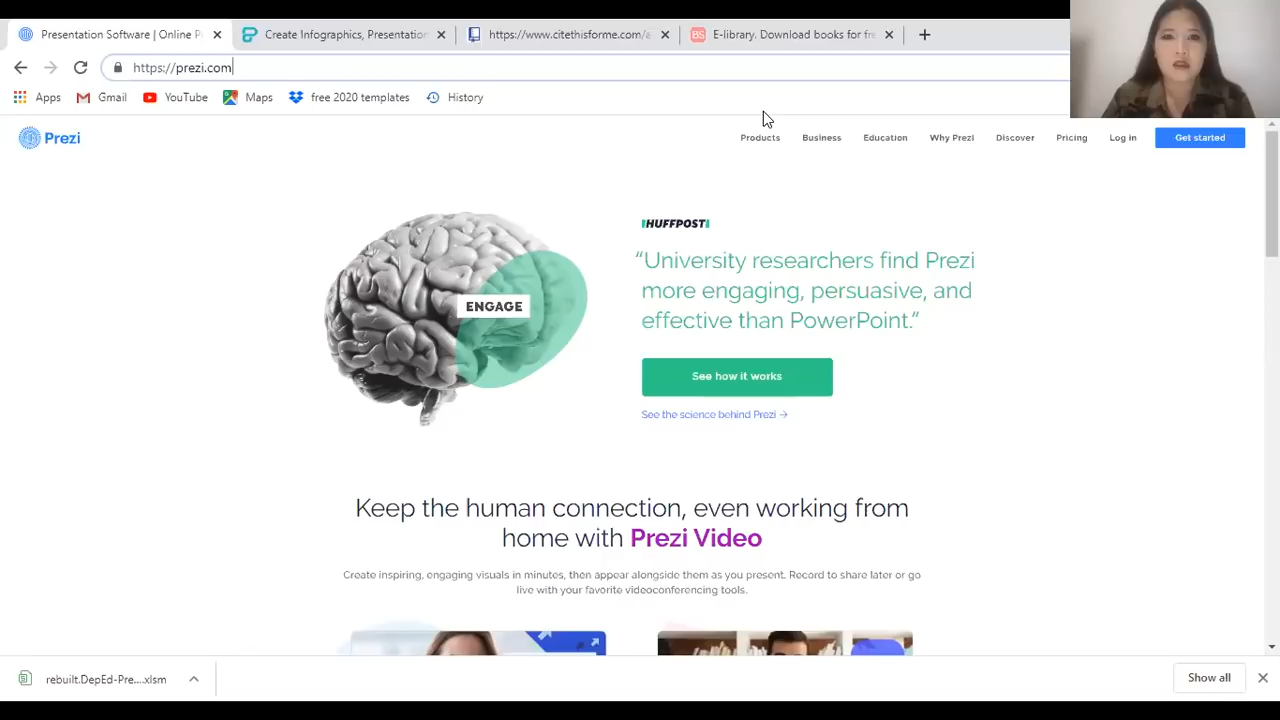 Presentation Software | Online P
Create Infographics, Presentation
https://www.citethisforme.com/a
BS E-library. Download books for fre
https://prezi.com
Apps
Gmail
YouTube
Maps
free 2020 templates
History
Prezi
Products
Business
Education
Why Prezi
Discover
Pricing
Log in
Get started
HUFFPOST
ENGAGE
“University researchers find Prezi
more engaging, persuasive, and
effective than PowerPoint.“
See how it works
See the science behind Prezi →
Keep the human connection, even working from
home with Prezi Video
Create inspiring, engaging visuals in minutes, then appear alongside them as you present. Record to share later or go
live with your favorite videoconferencing tools.
rebuilt.DepEd-Pre....xlsm
Show all